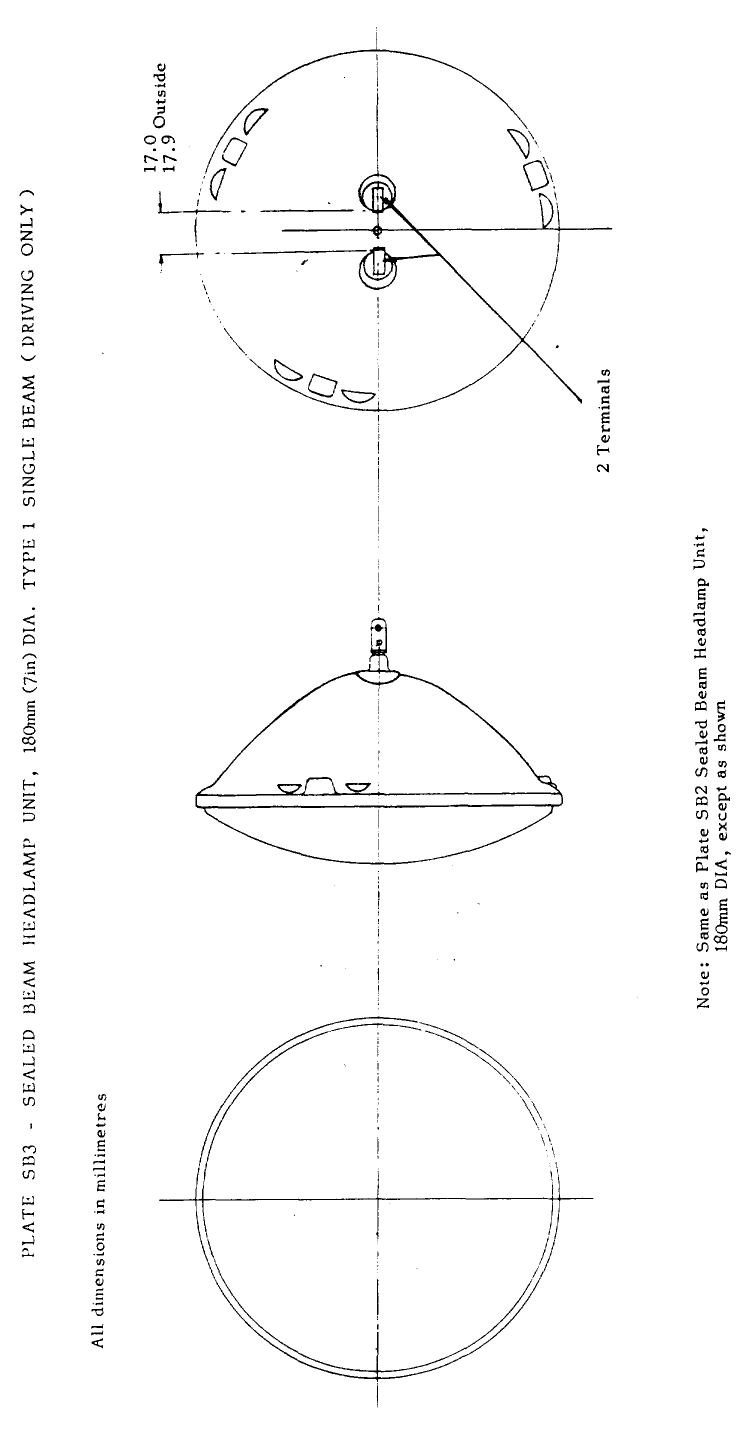 PLATE SB3 - SEALED BEAM HEADLAMP UNIT, 180mm (7in) DIA. TYPE 1 SINGLE BEAM ( DRIVING ONLY )
All dimensions in millimetres
17.0
17.9 Outside
2 Terminals
Note: Same as Plate SB2 Sealed Beam Headlamp Unit,
180mm DIA, except as shown